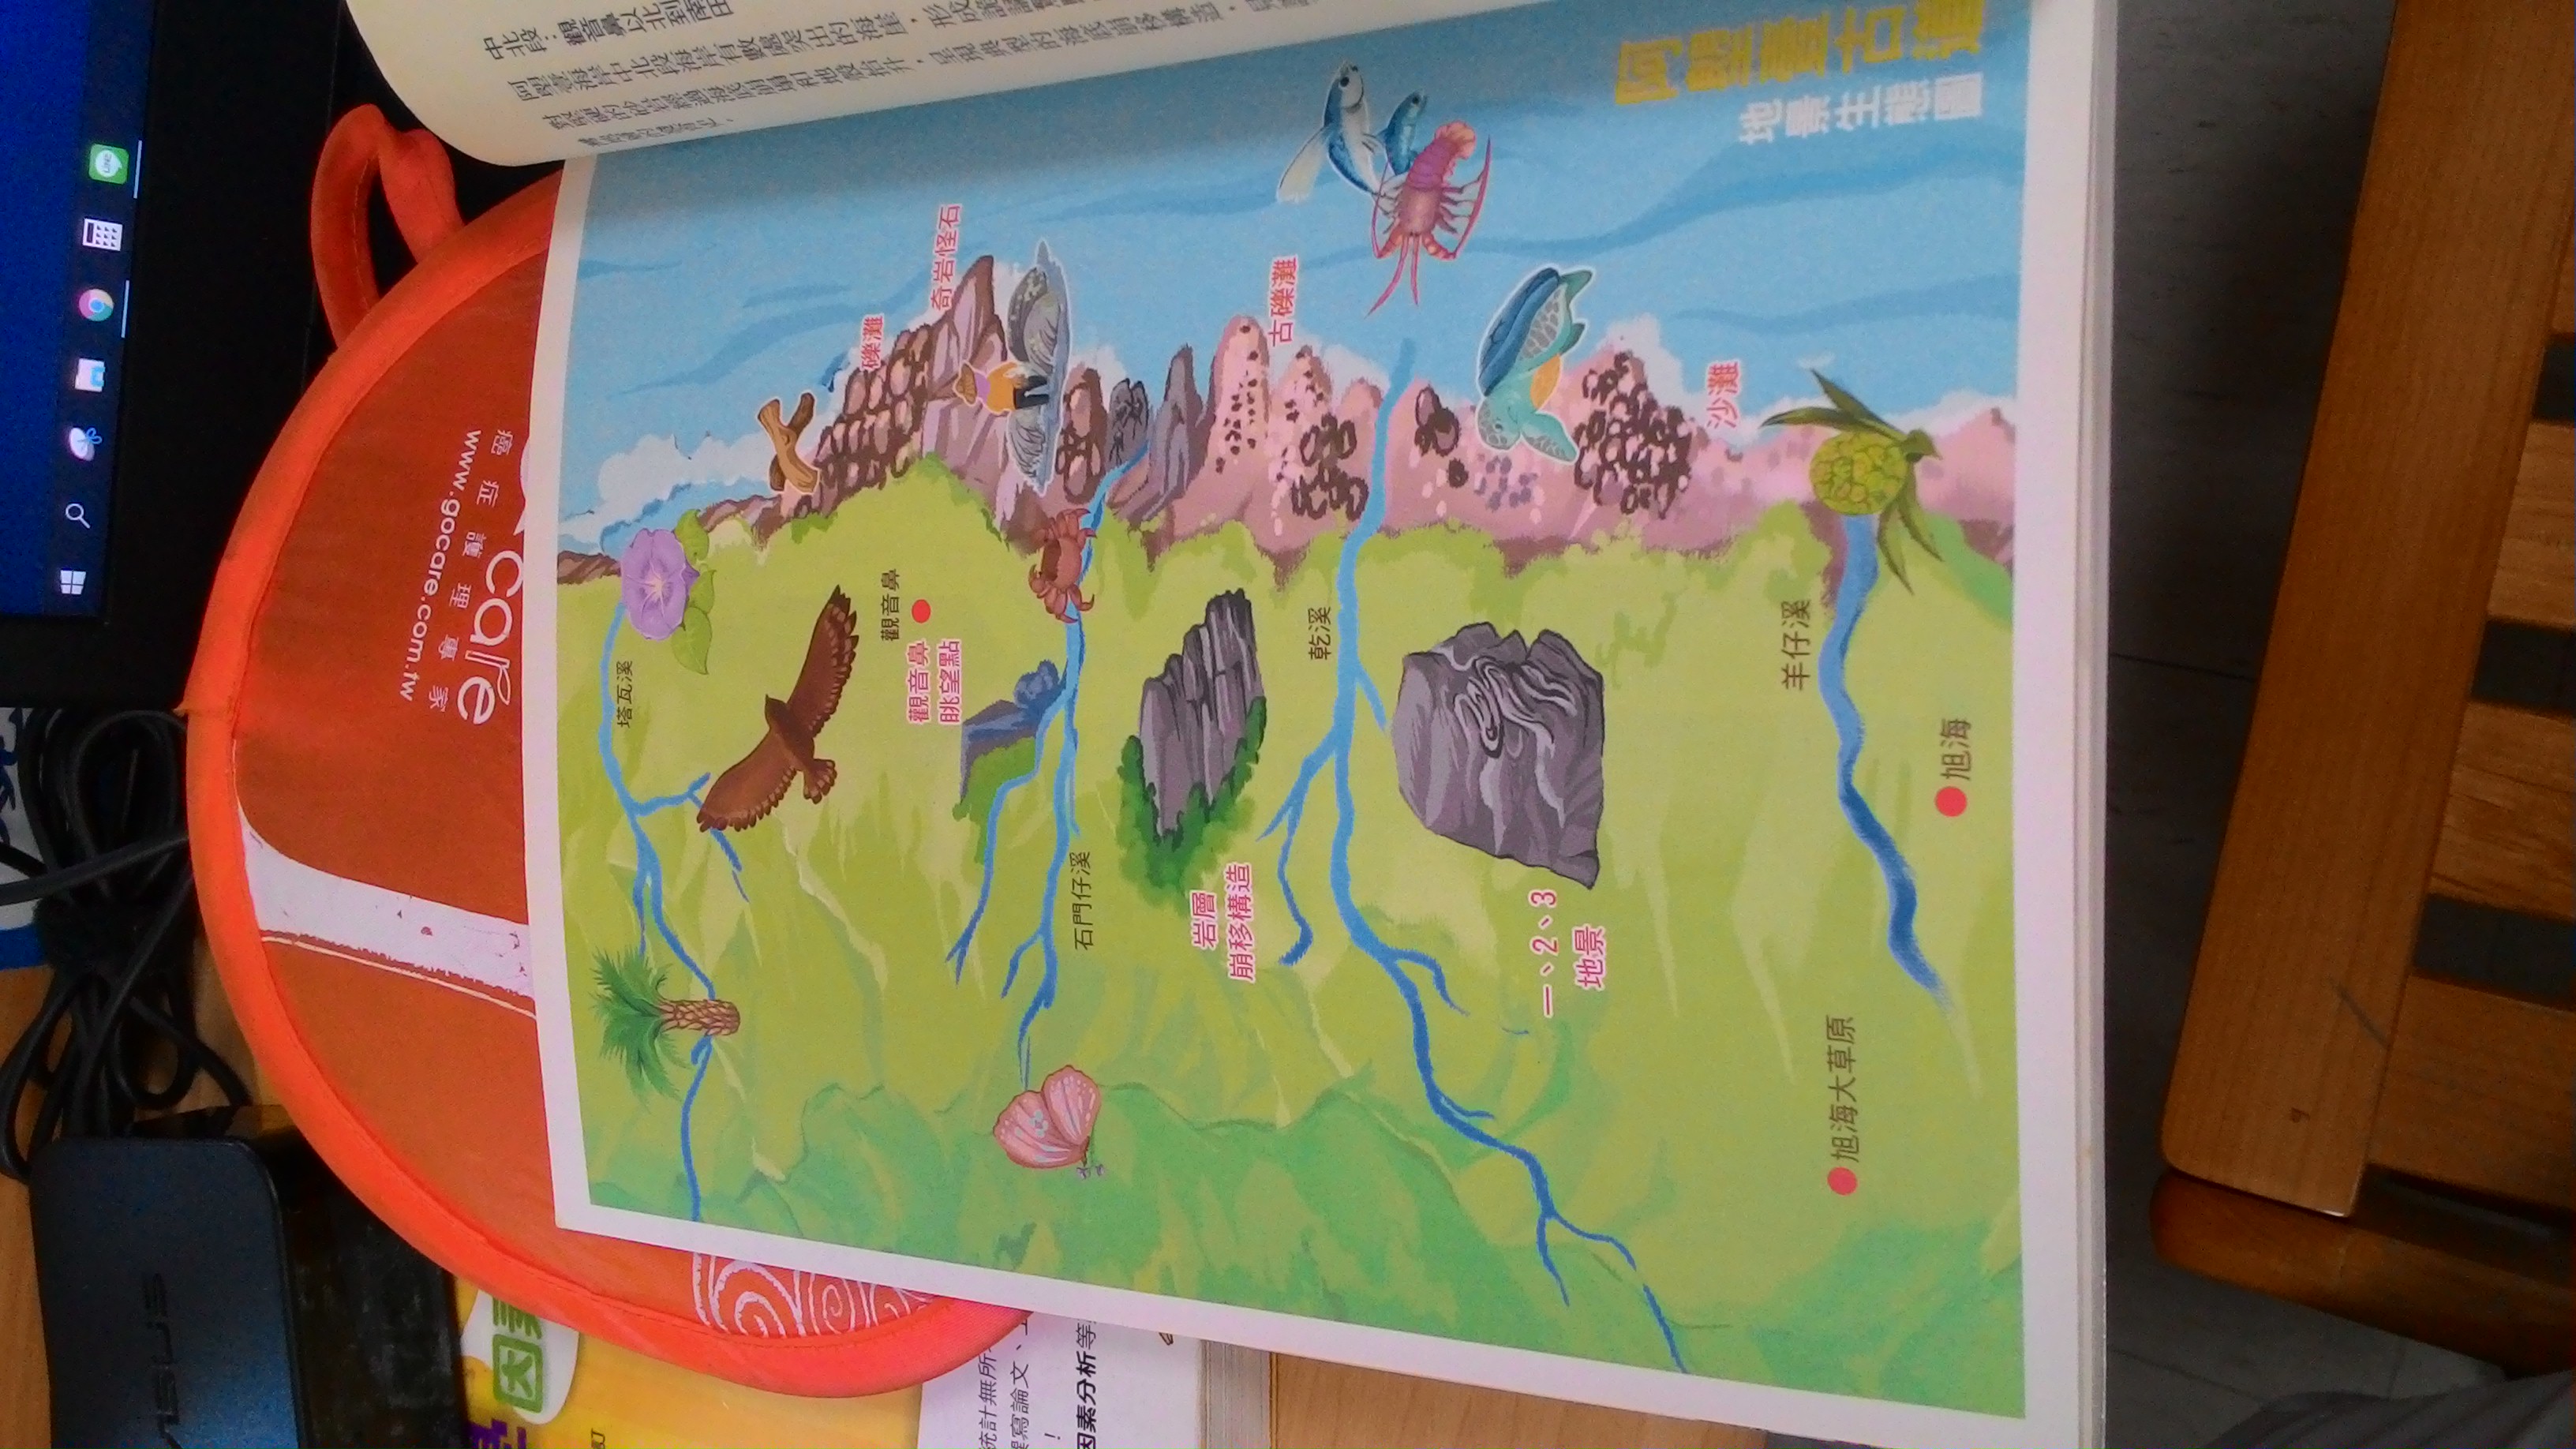 ASUS
LINE
www.gocare.com.tw
癌症護理專家
care
因素
訂
統計無所
撰寫論文、
！
因素分析等
塔瓦溪
觀音鼻
觀音鼻
眺望點
礫灘
奇岩怪石
石門仔溪
岩層
崩移構造
古礫灘
乾溪
一、2、3
地景
沙灘
羊仔溪
旭海大草原
旭海
阿塱壹古道
地景生態圖
中北段：觀音鼻以北到南田
阿塱壹海岸中北段海岸有數處突出的海崖，形成
對堅硬的砂岩經過海底崩塌和地殼抬升，呈現典型的海底崩移構造，